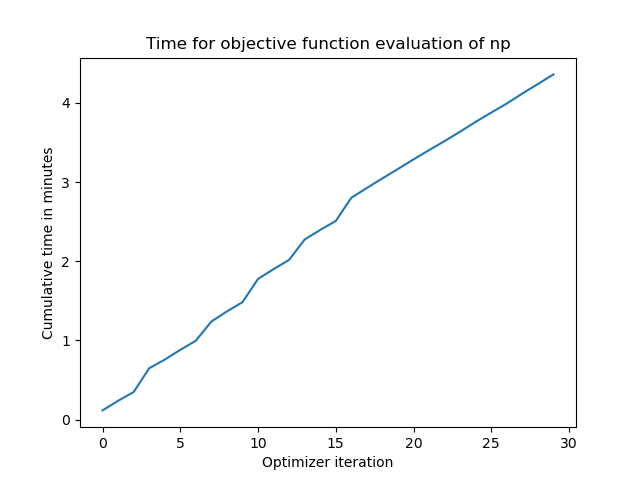 Time for objective function evaluation of np
Cumulative time in minutes
4
3
2
1
0
0 5 10 15 20 25 30
Optimizer iteration